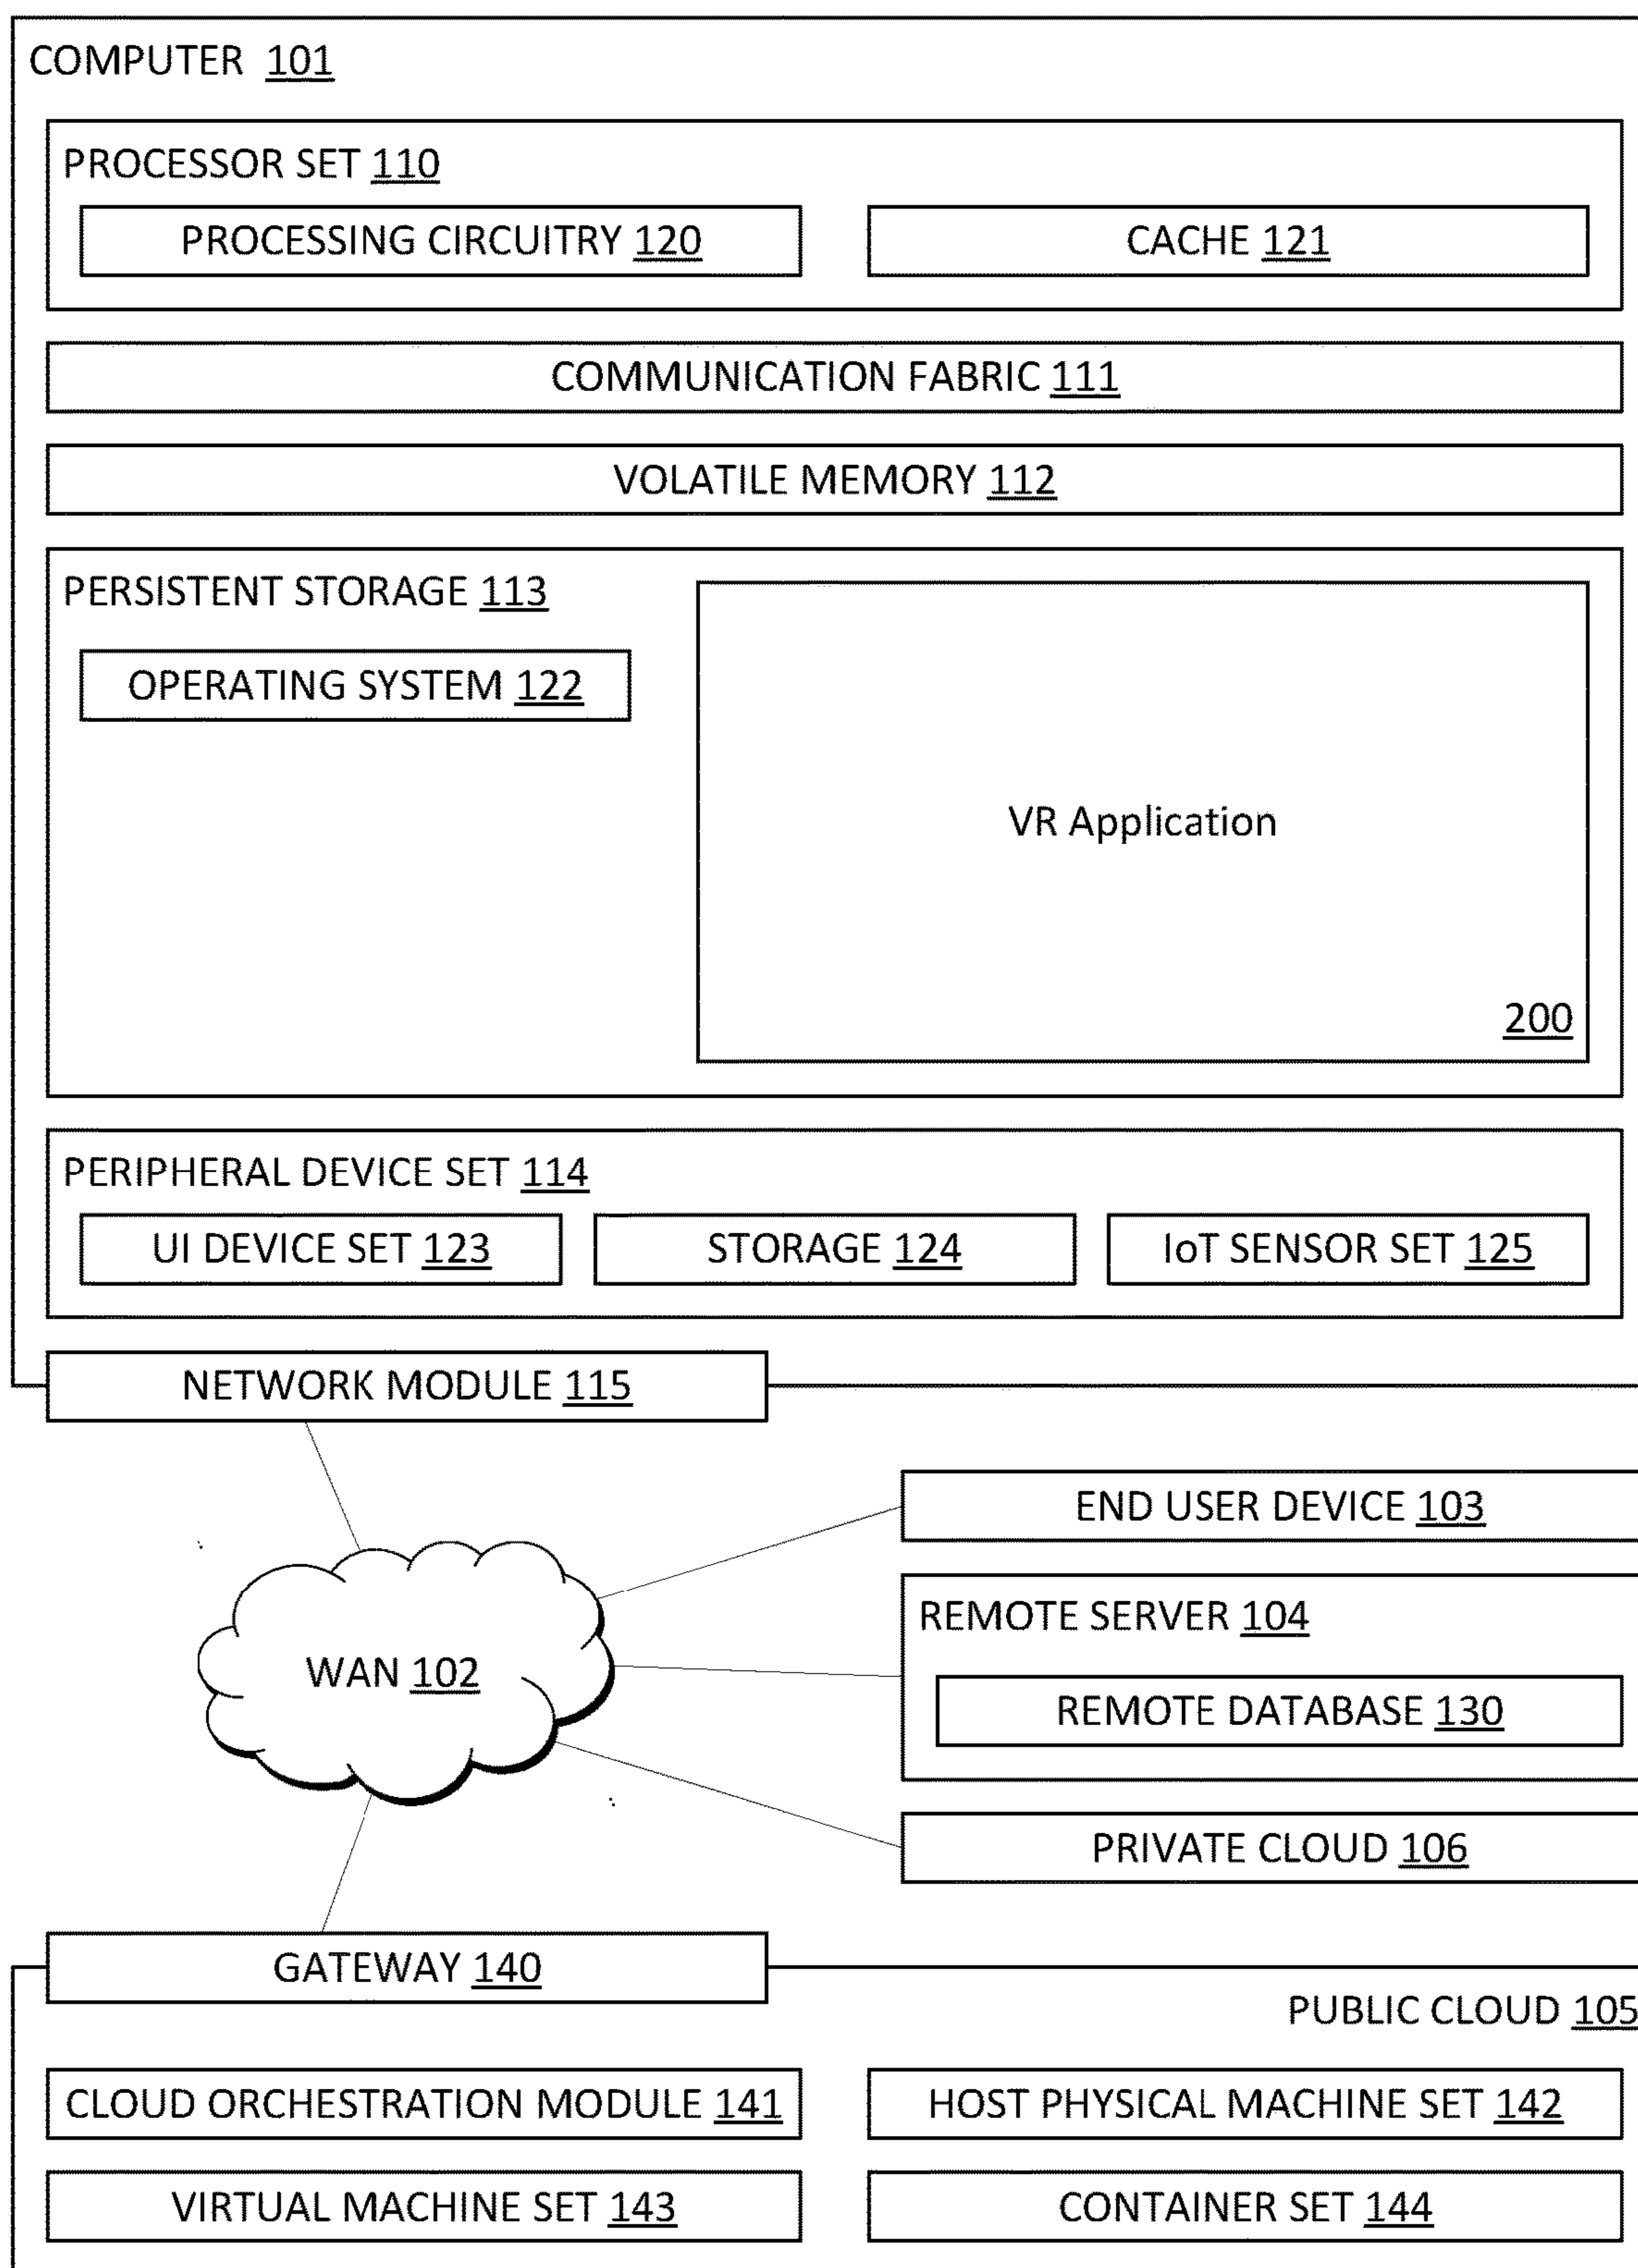 COMPUTER 101
PROCESSOR SET 110
PROCESSING CIRCUITRY 120
CACHE 121
COMMUNICATION FABRIC 111
VOLATILE MEMORY 112
PERSISTENT STORAGE 113
OPERATING SYSTEM 122
VR Application
200
PERIPHERAL DEVICE SET 114
UI DEVICE SET 123
STORAGE 124
IoT SENSOR SET 125
NETWORK MODULE 115
END USER DEVICE 103
REMOTE SERVER 104
WAN 102
REMOTE DATABASE 130
PRIVATE CLOUD 106
GATEWAY 140
PUBLIC CLOUD 105
CLOUD ORCHESTRATION MODULE 141
HOST PHYSICAL MACHINE SET 142
VIRTUAL MACHINE SET 143
CONTAINER SET 144